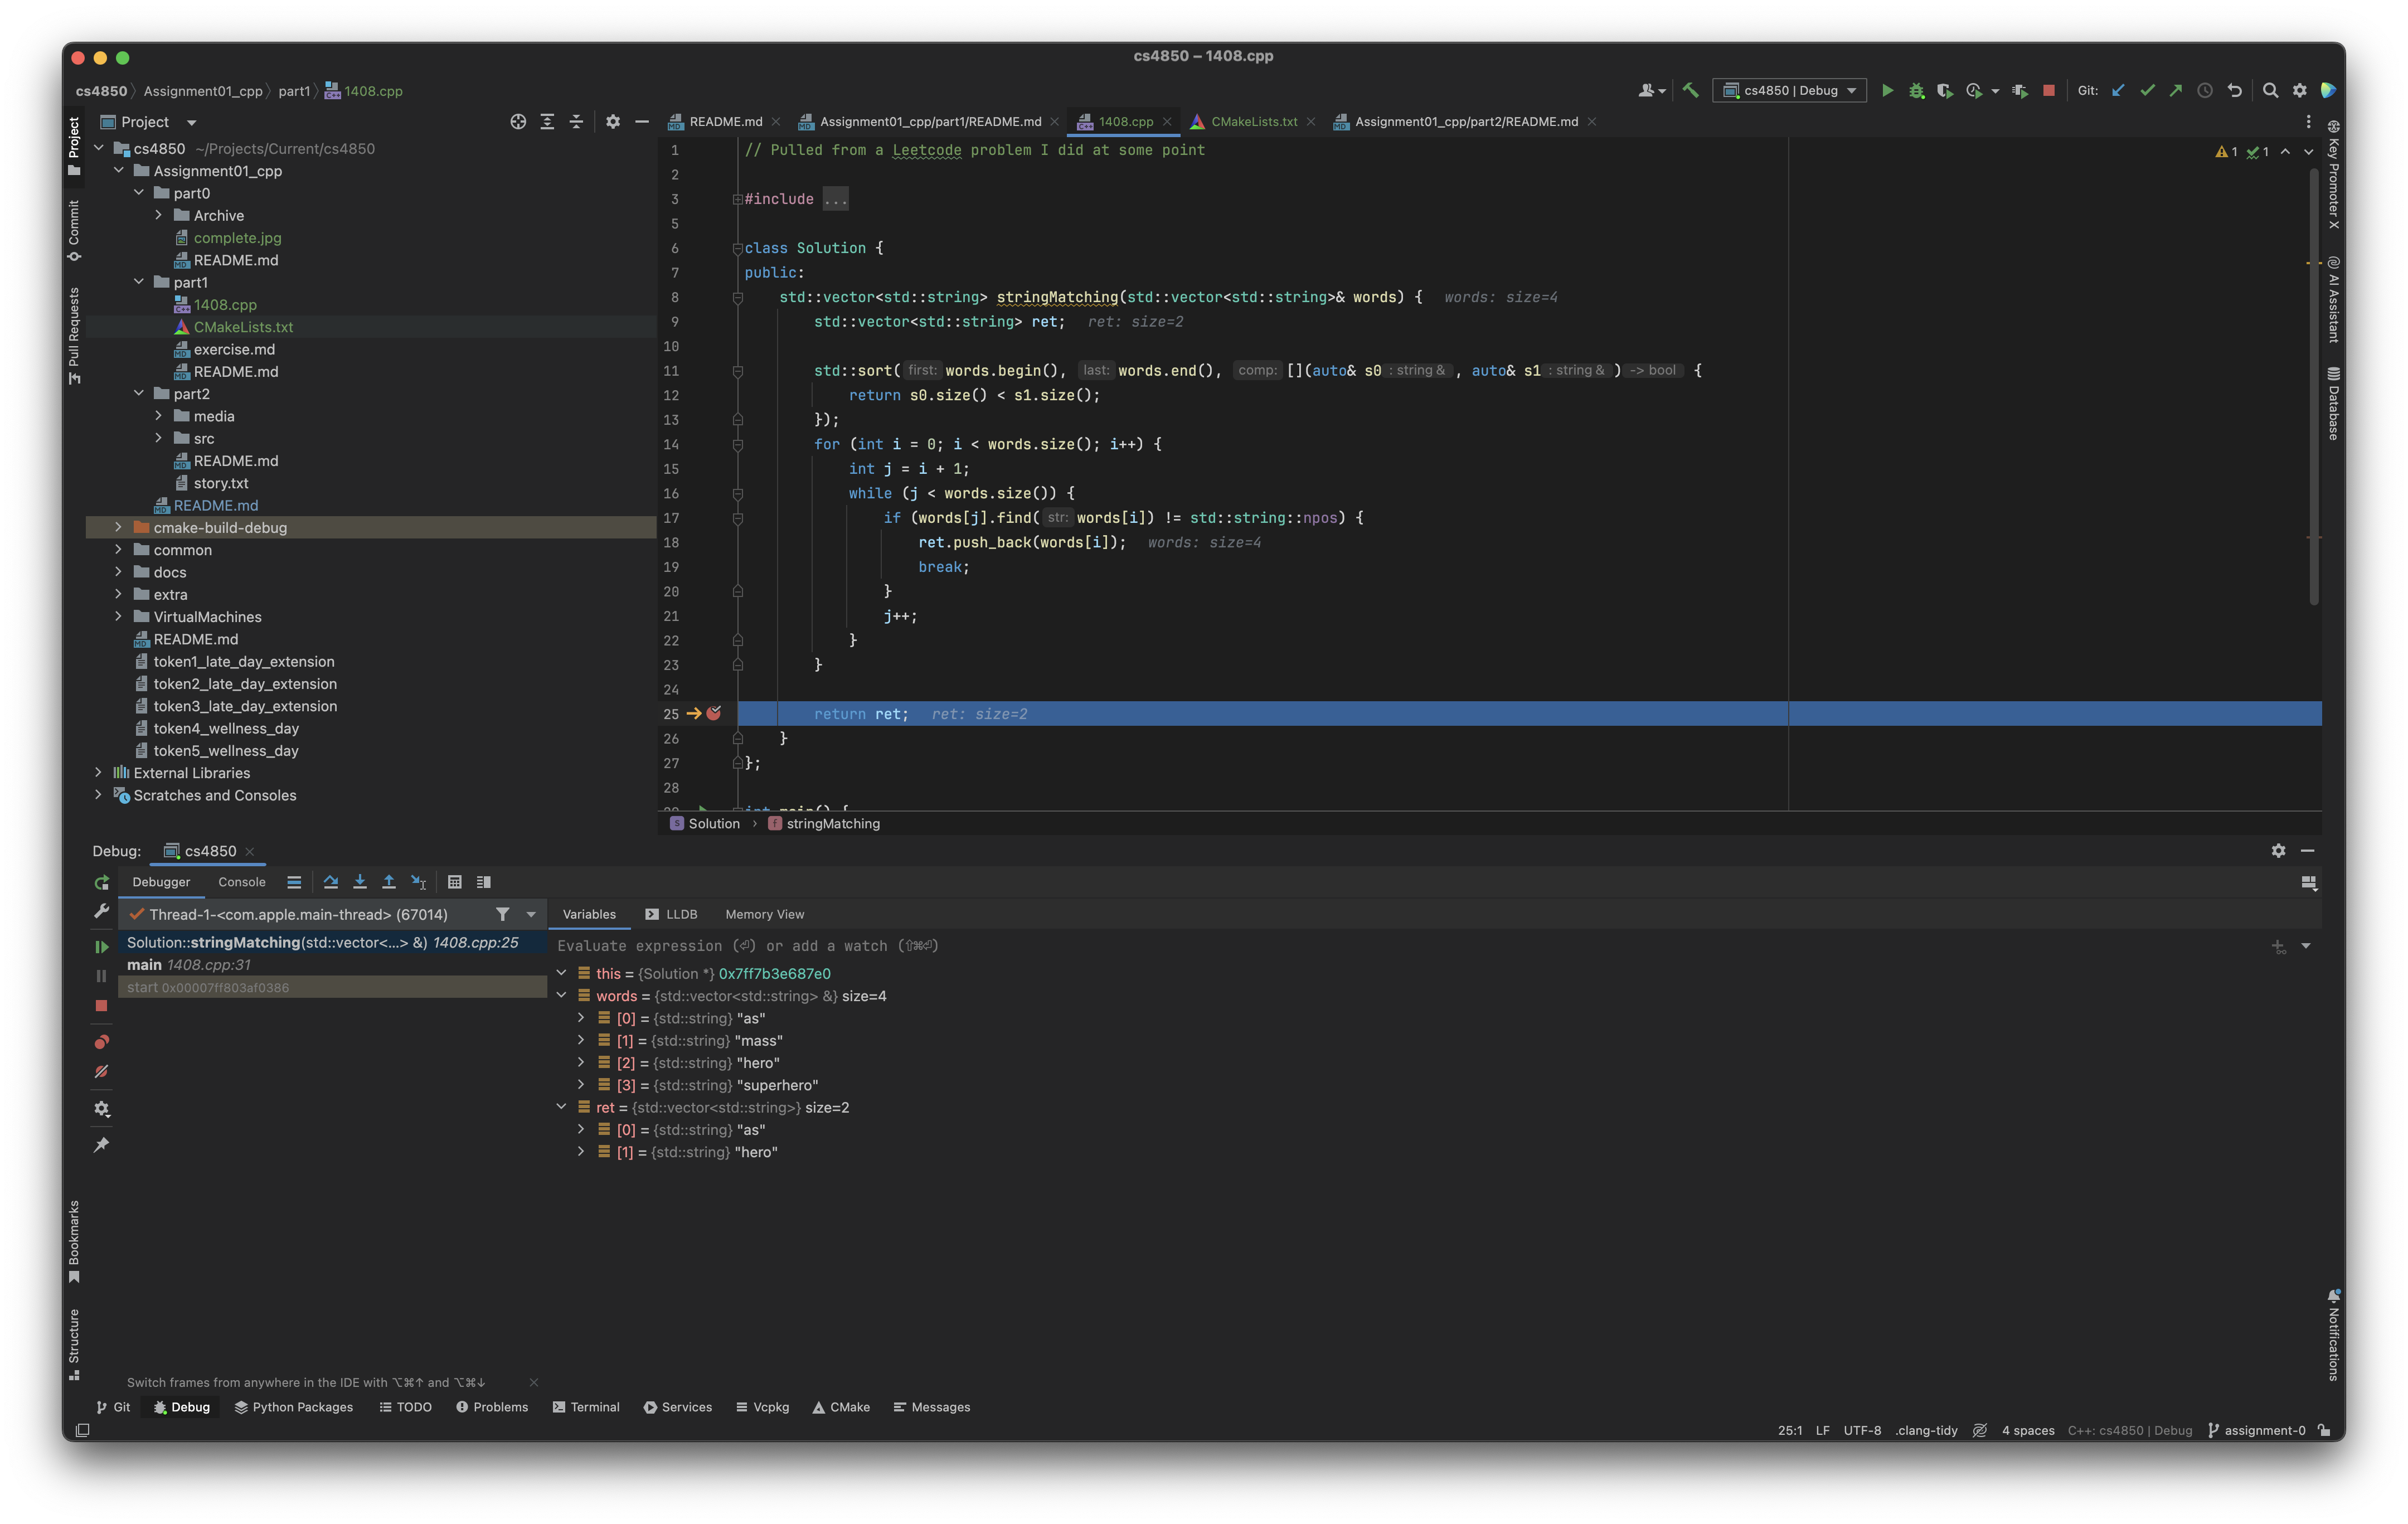 cs4850 – 1408.cpp
cs4850 〉 Assignment01_cpp 〉 part1 〉 1408.cpp
cs4850 | Debug
Git:
Project
README.md
Assignment01_cpp/part1/README.md
1408.cpp
CMakeLists.txt
Assignment01_cpp/part2/README.md
Project
Commit
Pull Requests
Bookmarks
Structure
cs4850 ~/Projects/Current/cs4850
Assignment01_cpp
part0
Archive
complete.jpg
README.md
part1
1408.cpp
CMakeLists.txt
exercise.md
README.md
part2
media
src
README.md
story.txt
README.md
cmake-build-debug
common
docs
extra
VirtualMachines
README.md
token1_late_day_extension
token2_late_day_extension
token3_late_day_extension
token4_wellness_day
token5_wellness_day
External Libraries
Scratches and Consoles
1 // Pulled from a Leetcode problem I did at some point
2
3 #include ...
5
6 class Solution {
7 public:
8 std::vector<std::string> stringMatching(std::vector<std::string>& words) { words: size=4
9 std::vector<std::string> ret; ret: size=2
10
11 std::sort( first: words.begin(), last: words.end(), comp: [](auto& s0 : string & , auto& s1 : string & ) -> bool {
12 return s0.size() < s1.size();
13 });
14 for (int i = 0; i < words.size(); i++) {
15 int j = i + 1;
16 while (j < words.size()) {
17 if (words[j].find( str: words[i]) != std::string::npos) {
18 ret.push_back(words[i]); words: size=4
19 break;
20 }
21 j++;
22 }
23 }
24
25 return ret; ret: size=2
26 }
27 };
28
int main() {
1 1
Key Promoter X
AI Assistant
Database
Notifications
Solution › stringMatching
Debug: cs4850
Debugger Console
Thread-1-<com.apple.main-thread> (67014)
Solution::stringMatching(std::vector<...> &) 1408.cpp:25
main 1408.cpp:31
start 0x00007ff803af0386
Variables LLDB Memory View
Evaluate expression (⏎) or add a watch (⇧⌘⏎)
this = {Solution *} 0x7ff7b3e687e0
words = {std::vector<std::string> &} size=4
[0] = {std::string} "as"
[1] = {std::string} "mass"
[2] = {std::string} "hero"
[3] = {std::string} "superhero"
ret = {std::vector<std::string>} size=2
[0] = {std::string} "as"
[1] = {std::string} "hero"
Switch frames from anywhere in the IDE with ⌥⌘↑ and ⌥⌘↓
Git Debug Python Packages TODO Problems Terminal Services Vcpkg CMake Messages
25:1 LF UTF-8 .clang-tidy 4 spaces C++: cs4850 | Debug assignment-0